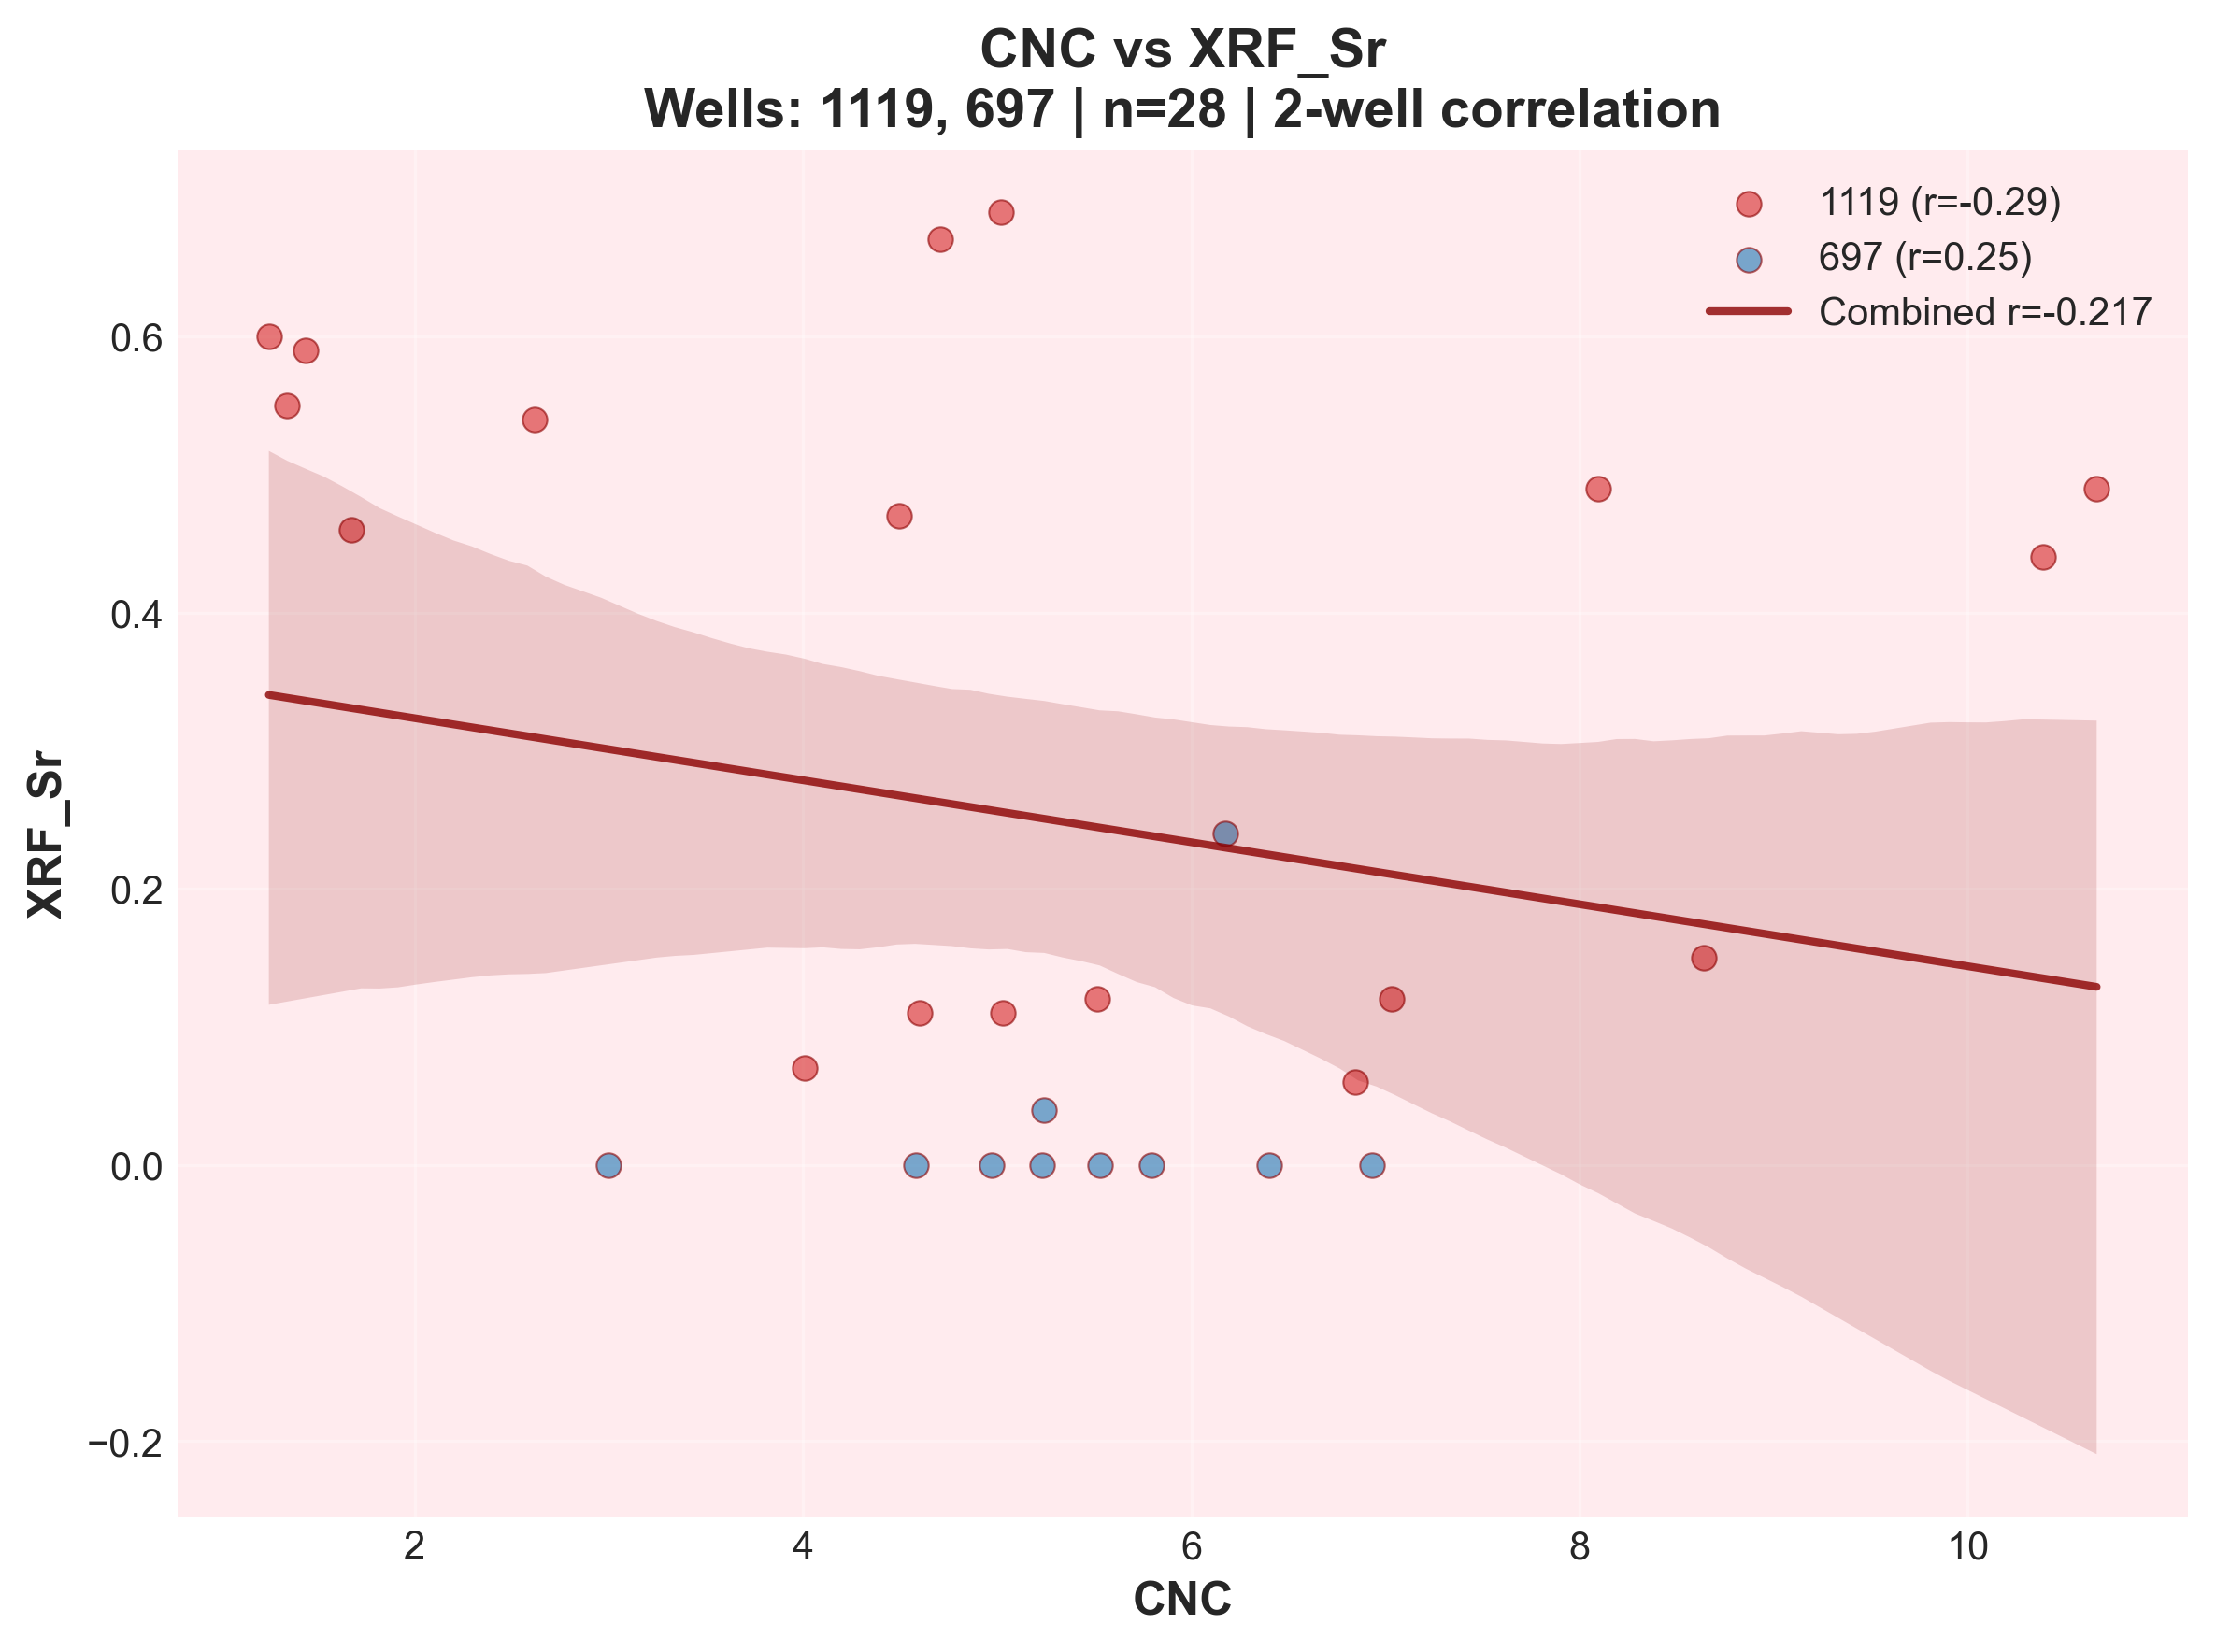 CNC vs XRF_Sr
Wells: 1119, 697 | n=28 | 2-well correlation
1119 (r=-0.29)
697 (r=0.25)
Combined r=-0.217
XRF_Sr
0.6
0.4
0.2
0.0
−0.2
2
4
6
8
10
CNC